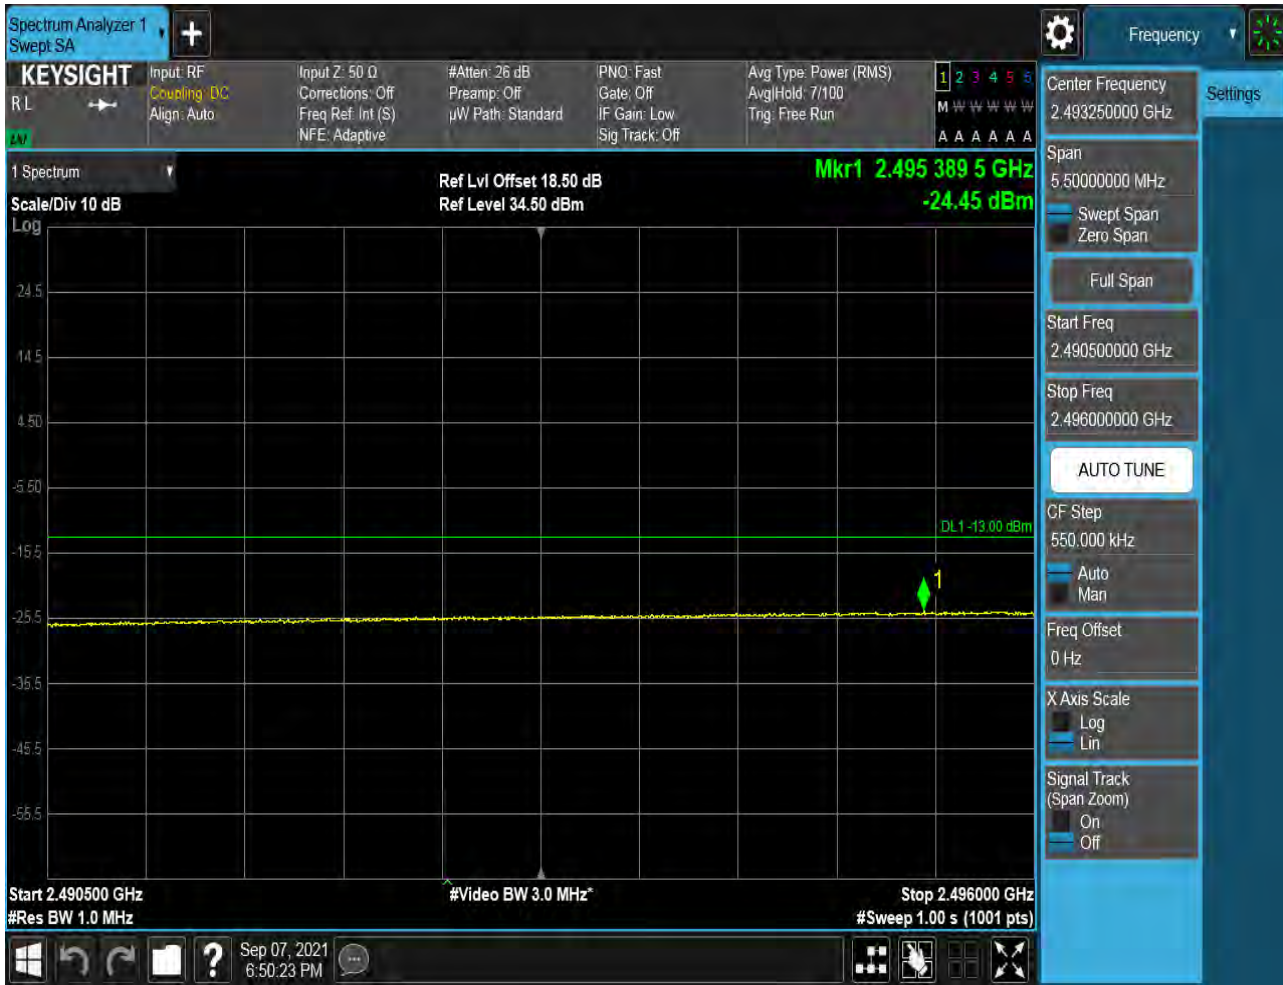 Spectrum Analyzer 1
Swept SA
Frequency
KEYSIGHT
R L
LNI
Input: RF
Coupling: DC
Align: Auto
Input Z: 50 Ω
Corrections: Off
Freq Ref: Int (S)
NFE: Adaptive
#Atten: 26 dB
Preamp: Off
µW Path: Standard
PNO: Fast
Gate: Off
IF Gain: Low
Sig Track: Off
Avg Type: Power (RMS)
Avg|Hold: 7/100
Trig: Free Run
1 2 3 4 5 6
M W W W W W
A A A A A A
1 Spectrum
Scale/Div 10 dB
Log
Ref Lvl Offset 18.50 dB
Ref Level 34.50 dBm
Mkr1 2.495 389 5 GHz
-24.45 dBm
24.5
14.5
4.50
-5.50
-15.5
-25.5
-35.5
-45.5
-55.5
DL1 -13.00 dBm
1
Start 2.490500 GHz
#Res BW 1.0 MHz
#Video BW 3.0 MHz*
Stop 2.496000 GHz
#Sweep 1.00 s (1001 pts)
Sep 07, 2021
6:50:23 PM
?
Center Frequency
2.493250000 GHz
Settings
Span
5.50000000 MHz
Swept Span
Zero Span
Full Span
Start Freq
2.490500000 GHz
Stop Freq
2.496000000 GHz
AUTO TUNE
CF Step
550.000 kHz
Auto
Man
Freq Offset
0 Hz
X Axis Scale
Log
Lin
Signal Track
(Span Zoom)
On
Off